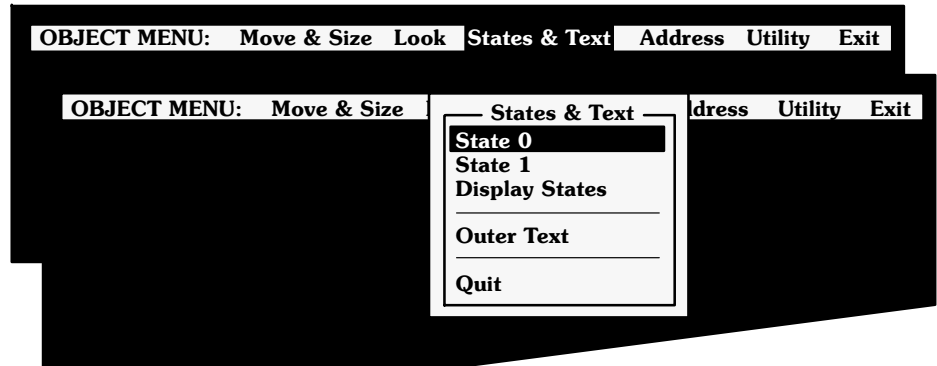 OBJECT MENU: Move & Size Look States & Text Address Utility Exit
OBJECT MENU: Move & Size ddress Utility Exit
States & Text
State 0
State 1
Display States
Outer Text
Quit